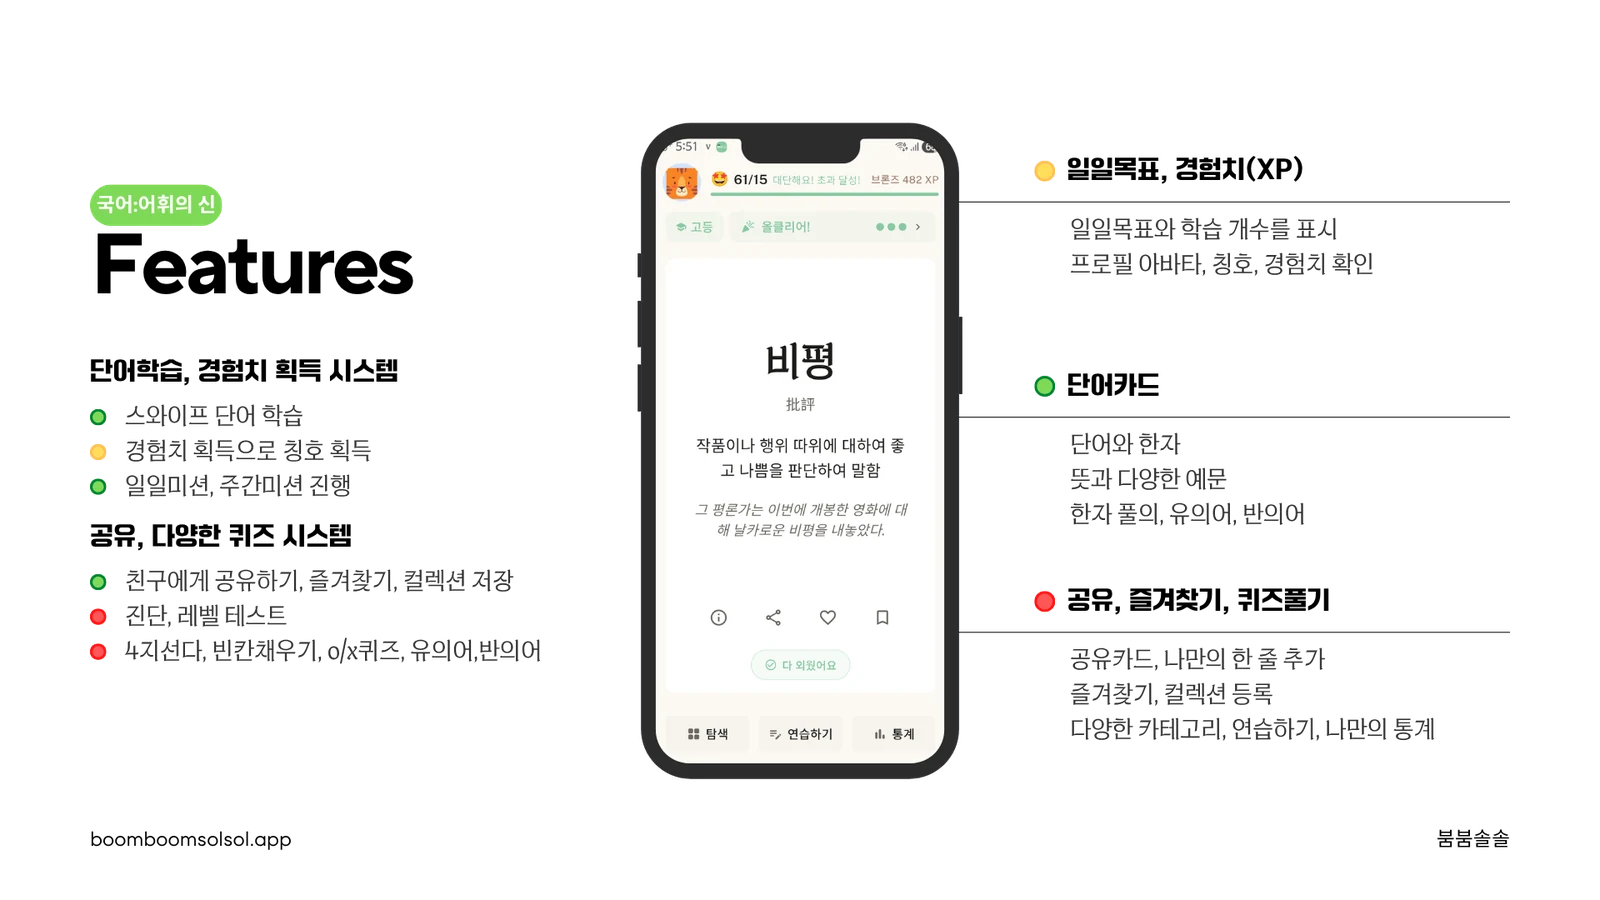 국어:어휘의 신
Features
단어학습, 경험치 획득 시스템
스와이프 단어 학습
경험치 획득으로 칭호 획득
일일미션, 주간미션 진행
공유, 다양한 퀴즈 시스템
친구에게 공유하기, 즐겨찾기, 컬렉션 저장
진단, 레벨 테스트
4지선다, 빈칸채우기, o/x퀴즈, 유의어,반의어
boomboomsolsol.app
5:51
61/15 대단해요! 초과 달성! 브론즈 482 XP
고등 올클리어!
비평
批評
작품이나 행위 따위에 대하여 좋
고 나쁨을 판단하여 말함
그 평론가는 이번에 개봉한 영화에 대
해 날카로운 비평을 내놓았다.
다 외웠어요
탐색 연습하기 통계
일일목표, 경험치(XP)
일일목표와 학습 개수를 표시
프로필 아바타, 칭호, 경험치 확인
단어카드
단어와 한자
뜻과 다양한 예문
한자 풀의, 유의어, 반의어
공유, 즐겨찾기, 퀴즈풀기
공유카드, 나만의 한 줄 추가
즐겨찾기, 컬렉션 등록
다양한 카테고리, 연습하기, 나만의 통계
붐붐솔솔